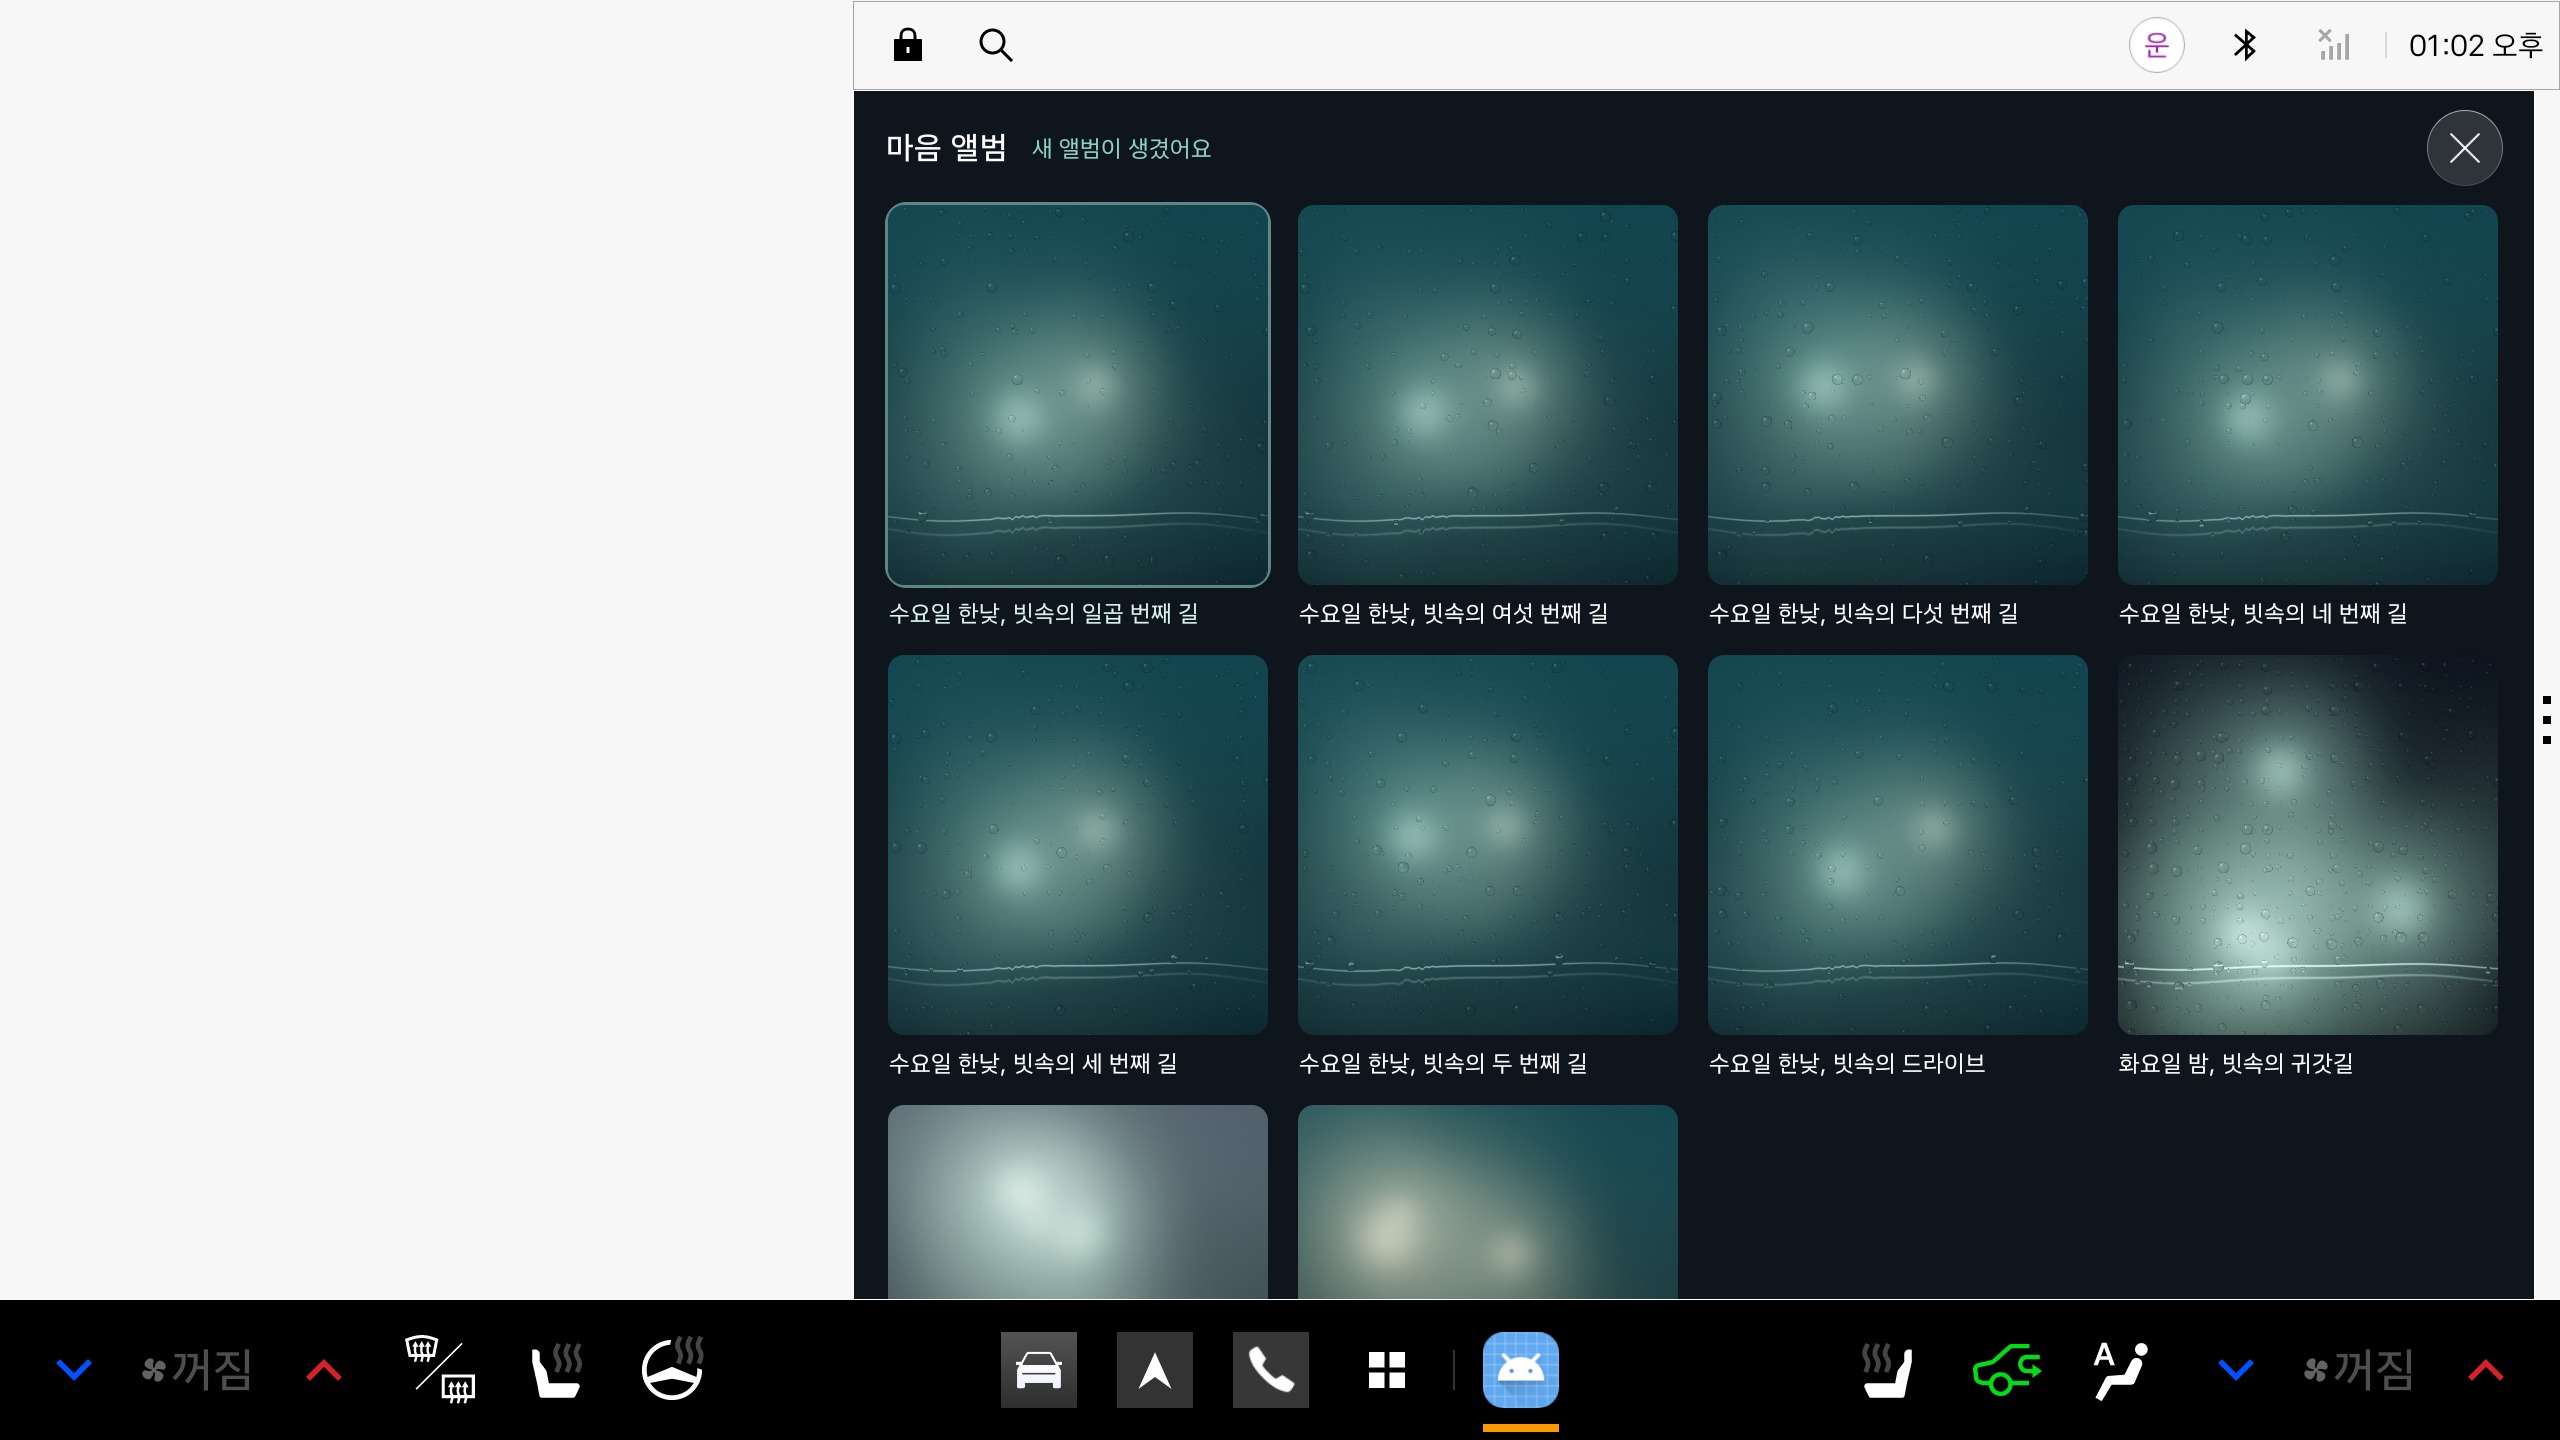 운
01:02 오후
마음 앨범
새 앨범이 생겼어요
수요일 한낮, 빗속의 일곱 번째 길
수요일 한낮, 빗속의 여섯 번째 길
수요일 한낮, 빗속의 다섯 번째 길
수요일 한낮, 빗속의 네 번째 길
수요일 한낮, 빗속의 세 번째 길
수요일 한낮, 빗속의 두 번째 길
수요일 한낮, 빗속의 드라이브
화요일 밤, 빗속의 귀갓길
꺼짐
A
꺼짐